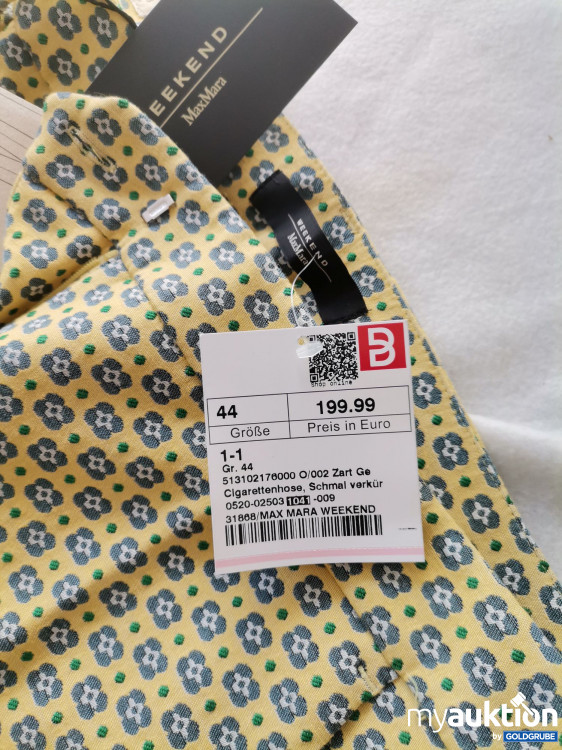 WEEKEND
MaxMara
WEEKEND
MaxMara
B
Shop online
44 199.99
Größe Preis in Euro
1-1
Gr. 44
513102176000 O/002 Zart Ge
Cigarettenhose, Schmal verkür
0520-02503 1041 -009
31868/MAX MARA WEEKEND
myauktion
by GOLDGRUBE